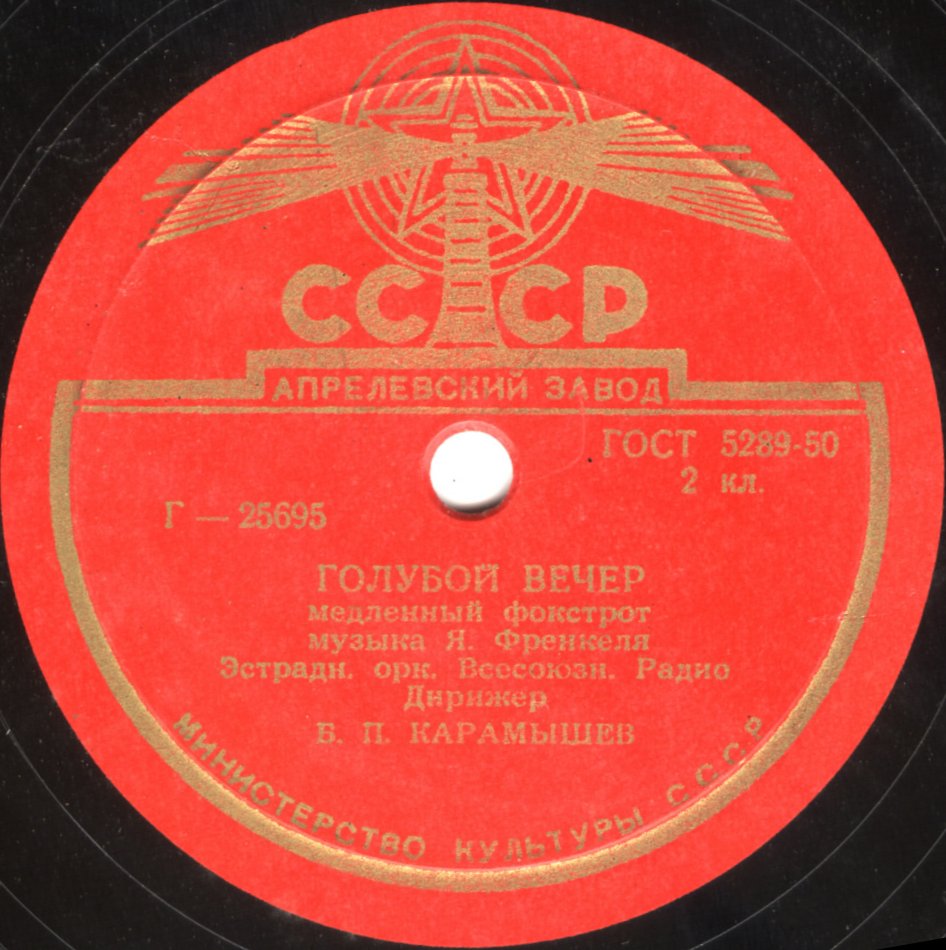 СССР
АПРЕЛЕВСКИЙ ЗАВОД
ГОСТ 5289-50
2 кл.
Г — 25695
ГОЛУБОЙ ВЕЧЕР
медленный фокстрот
музыка Я. Френкеля
Эстрадн. орк. Всесоюзн. Радио
Дирижер
Б. П. КАРАМЫШЕВ
МИНИСТЕРСТВО КУЛЬТУРЫ СССР